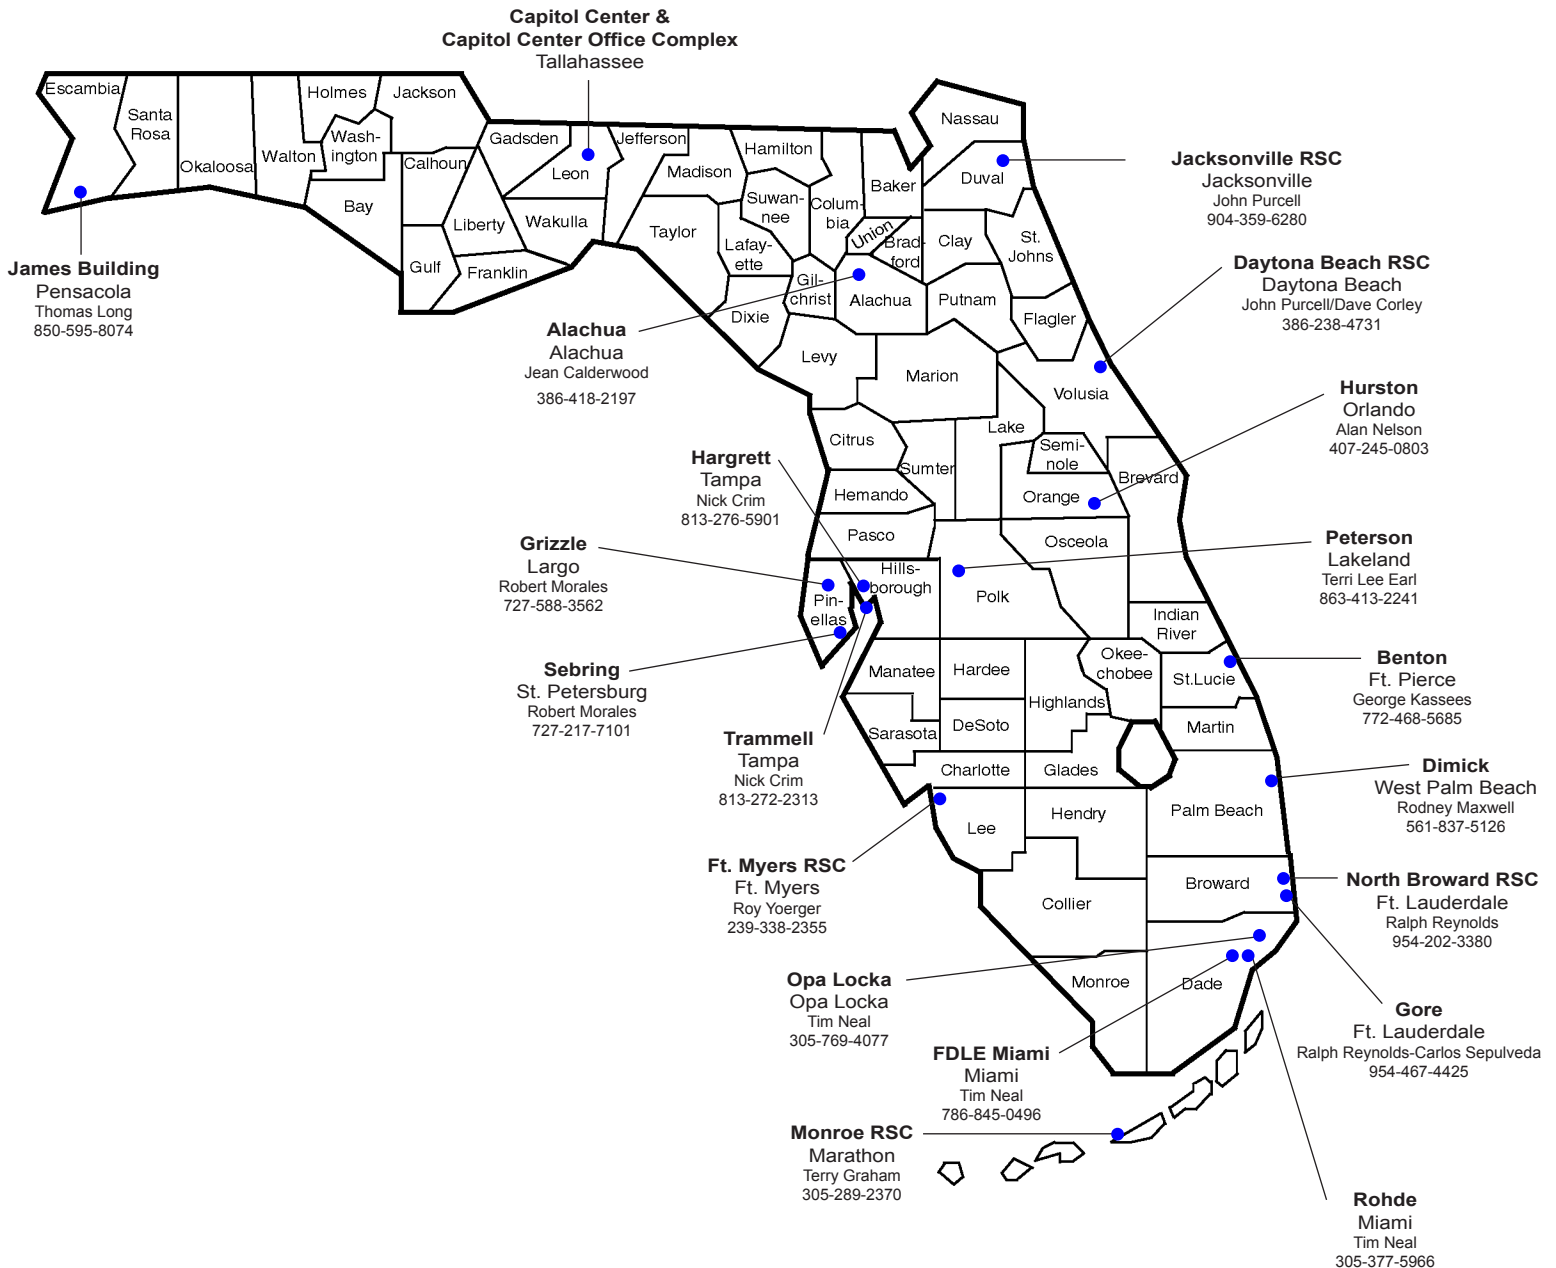 Capitol Center &
Capitol Center Office Complex
Tallahassee
Escambia
Santa
Rosa
Okaloosa
Walton
Holmes
Wash-
ington
Jackson
Bay
Calhoun
Gulf
Liberty
Gadsden
Franklin
Leon
Wakulla
Jefferson
Madison
Taylor
Hamilton
Suwan-
nee
Lafay-
ette
Dixie
Colum-
bia
Gil-
christ
Baker
Union
Brad-
ford
Alachua
Levy
Nassau
Duval
Clay
St.
Johns
Putnam
Flagler
Marion
Volusia
Citrus
Sumter
Lake
Semi-
nole
Orange
Brevard
Hemando
Pasco
Osceola
Hills-
borough
Pin-
ellas
Polk
Indian
River
Manatee
Hardee
Highlands
Okee-
chobee
St.Lucie
Sarasota
DeSoto
Martin
Charlotte
Glades
Lee
Hendry
Palm Beach
Collier
Broward
Monroe
Dade
James Building
Pensacola
Thomas Long
850-595-8074
Alachua
Alachua
Jean Calderwood
386-418-2197
Hargrett
Tampa
Nick Crim
813-276-5901
Grizzle
Largo
Robert Morales
727-588-3562
Sebring
St. Petersburg
Robert Morales
727-217-7101
Trammell
Tampa
Nick Crim
813-272-2313
Ft. Myers RSC
Ft. Myers
Roy Yoerger
239-338-2355
Opa Locka
Opa Locka
Tim Neal
305-769-4077
FDLE Miami
Miami
Tim Neal
786-845-0496
Monroe RSC
Marathon
Terry Graham
305-289-2370
Jacksonville RSC
Jacksonville
John Purcell
904-359-6280
Daytona Beach RSC
Daytona Beach
John Purcell/Dave Corley
386-238-4731
Hurston
Orlando
Alan Nelson
407-245-0803
Peterson
Lakeland
Terri Lee Earl
863-413-2241
Benton
Ft. Pierce
George Kassees
772-468-5685
Dimick
West Palm Beach
Rodney Maxwell
561-837-5126
North Broward RSC
Ft. Lauderdale
Ralph Reynolds
954-202-3380
Gore
Ft. Lauderdale
Ralph Reynolds-Carlos Sepulveda
954-467-4425
Rohde
Miami
Tim Neal
305-377-5966